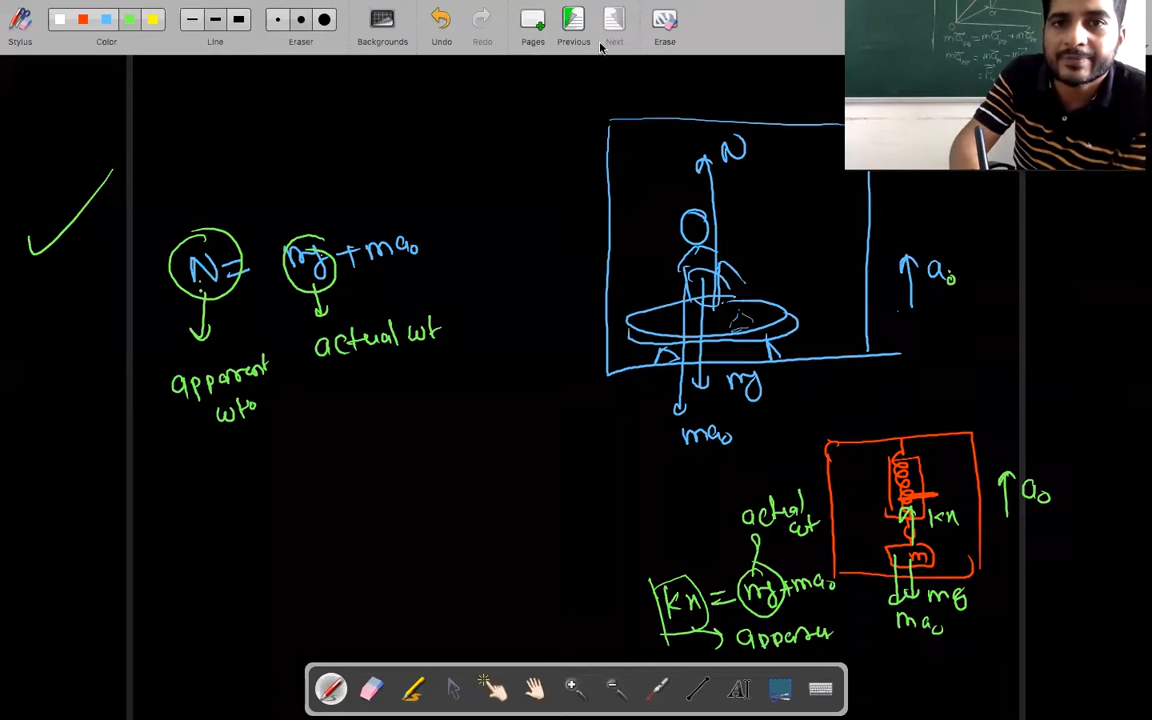 Stylus
Color
Line
Eraser
Backgrounds
Undo
Redo
Pages
Previous
Next
Erase
N
N = mg + ma₀
a₀
actual wt
apparent
wt
mg
ma₀
a₀
actual
wt
kx
m
kx = mg + ma₀
mg
ma₀